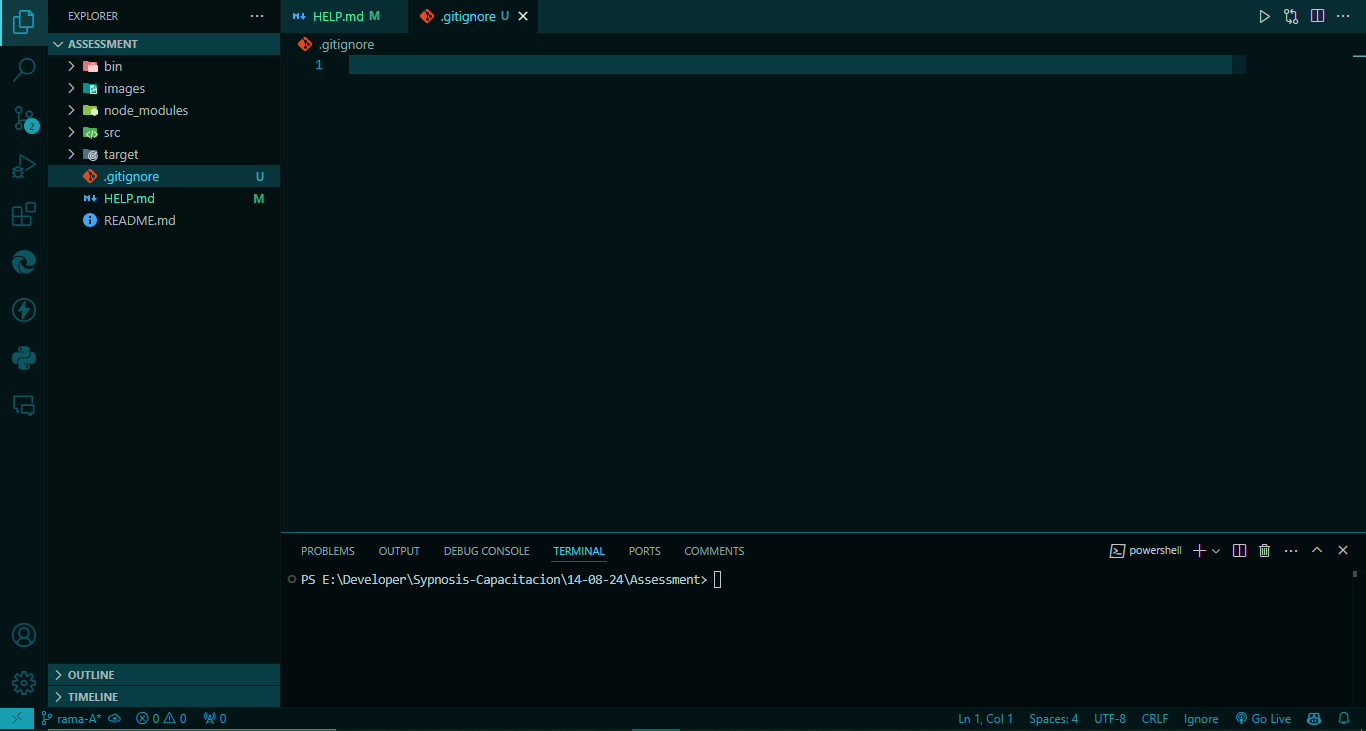 EXPLORER
ASSESSMENT
bin
images
node_modules
src
target
.gitignore U
HELP.md M
README.md
OUTLINE
TIMELINE
HELP.md M
.gitignore U
.gitignore
1
PROBLEMS OUTPUT DEBUG CONSOLE TERMINAL PORTS COMMENTS
powershell
PS E:\Developer\Sypnosis-Capacitacion\14-08-24\Assessment>
2
rama-A* 0 0 0 Ln 1, Col 1 Spaces: 4 UTF-8 CRLF Ignore Go Live